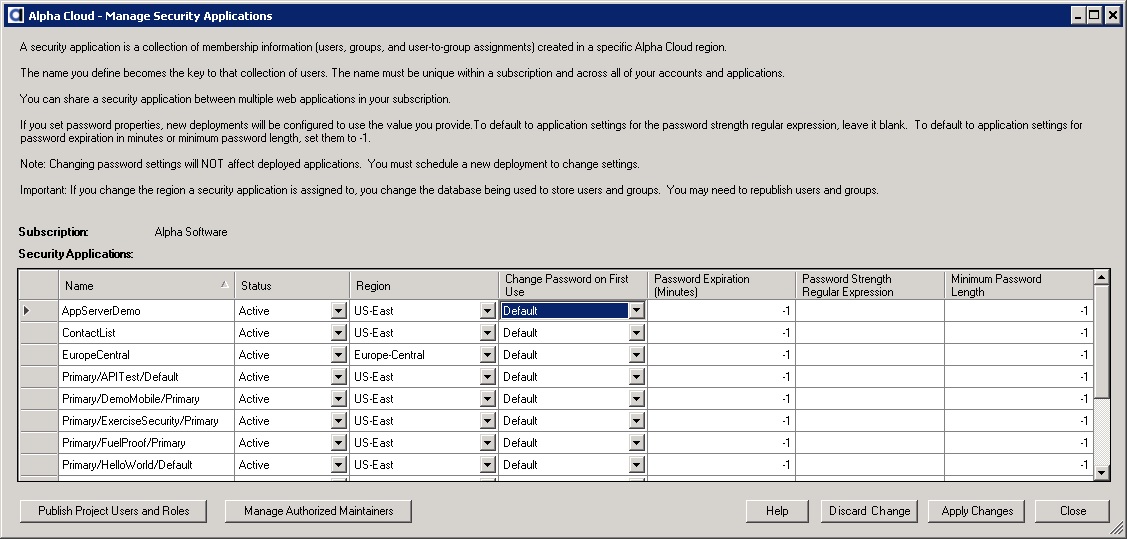 Alpha Cloud - Manage Security Applications
A security application is a collection of membership information (users, groups, and user-to-group assignments) created in a specific Alpha Cloud region.
The name you define becomes the key to that collection of users. The name must be unique within a subscription and across all of your accounts and applications.
You can share a security application between multiple web applications in your subscription.
If you set password properties, new deployments will be configured to use the value you provide.To default to application settings for the password strength regular expression, leave it blank. To default to application settings for
password expiration in minutes or minimum password length, set them to -1.
Note: Changing password settings will NOT affect deployed applications. You must schedule a new deployment to change settings.
Important: If you change the region a security application is assigned to, you change the database being used to store users and groups. You may need to republish users and groups.
Subscription: Alpha Software
Security Applications:
Name Status Region Change Password on First Use Password Expiration (Minutes) Password Strength Regular Expression Minimum Password Length
AppServerDemo Active US-East Default -1 -1
ContactList Active US-East Default -1 -1
EuropeCentral Active Europe-Central Default -1 -1
Primary/APITest/Default Active US-East Default -1 -1
Primary/DemoMobile/Primary Active US-East Default -1 -1
Primary/ExerciseSecurity/Primary Active US-East Default -1 -1
Primary/FuelProof/Primary Active US-East Default -1 -1
Primary/HelloWorld/Default Active US-East Default -1 -1
Publish Project Users and Roles Manage Authorized Maintainers Help Discard Change Apply Changes Close